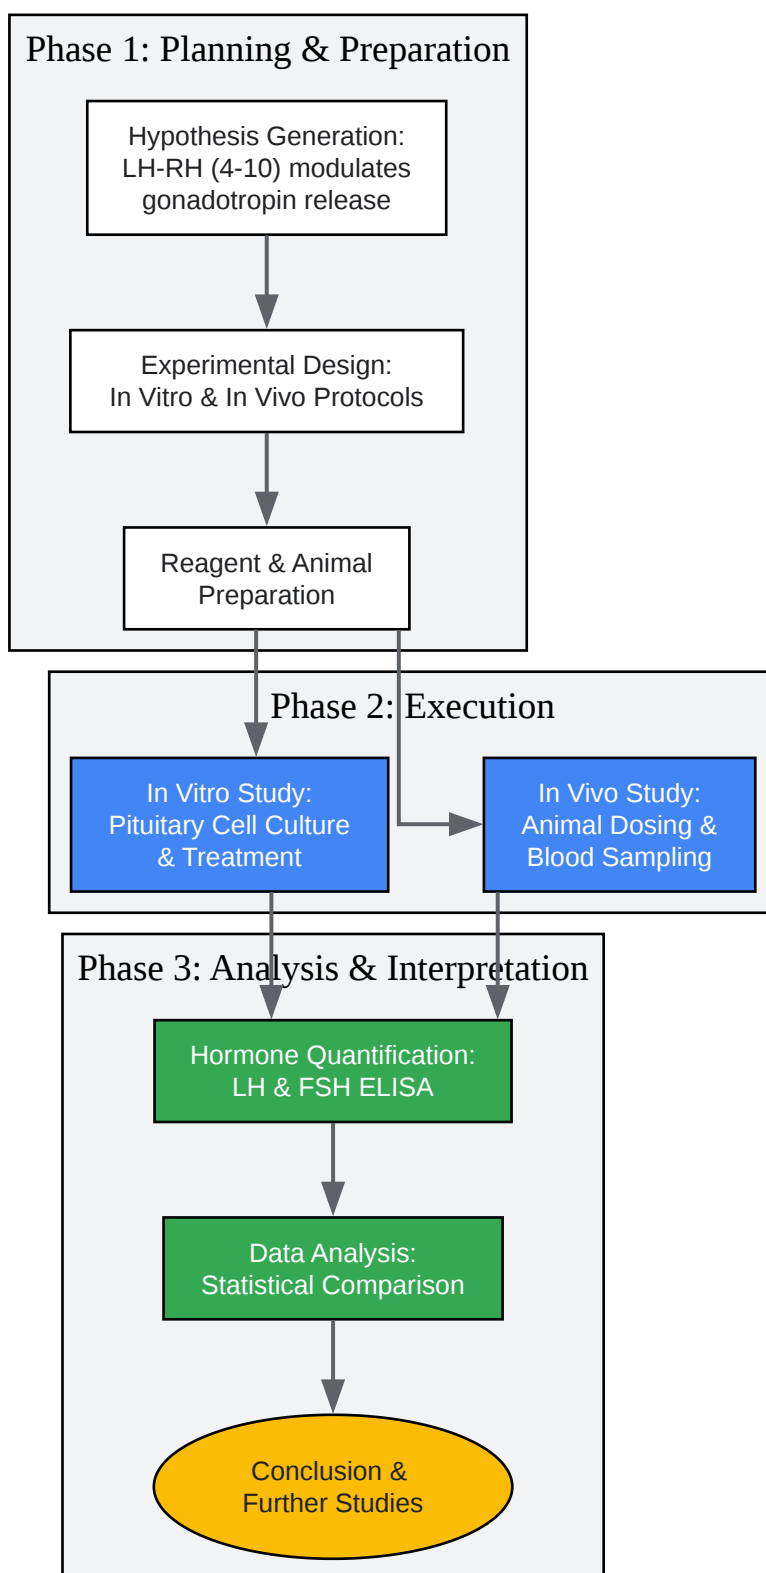 Phase 1: Planning & Preparation
Hypothesis Generation:
LH-RH (4-10) modulates
gonadotropin release
Experimental Design:
In Vitro & In Vivo Protocols
Reagent & Animal
Preparation
Phase 2: Execution
In Vitro Study:
Pituitary Cell Culture
& Treatment
In Vivo Study:
Animal Dosing &
Blood Sampling
Phase 3: Analysis & Interpretation
Hormone Quantification:
LH & FSH ELISA
Data Analysis:
Statistical Comparison
Conclusion &
Further Studies